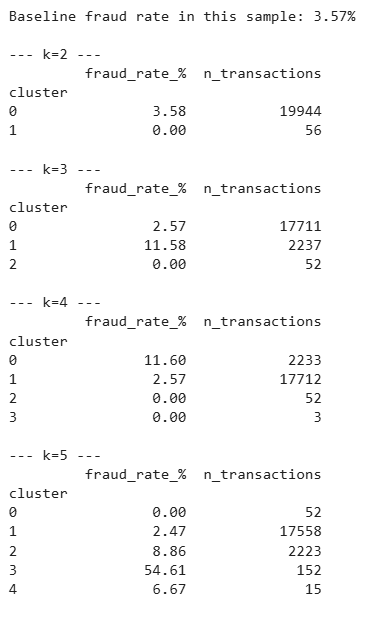 Baseline fraud rate in this sample: 3.57%
--- k=2 ---
fraud_rate_% n_transactions
cluster
0 3.58 19944
1 0.00 56
--- k=3 ---
fraud_rate_% n_transactions
cluster
0 2.57 17711
1 11.58 2237
2 0.00 52
--- k=4 ---
fraud_rate_% n_transactions
cluster
0 11.60 2233
1 2.57 17712
2 0.00 52
3 0.00 3
--- k=5 ---
fraud_rate_% n_transactions
cluster
0 0.00 52
1 2.47 17558
2 8.86 2223
3 54.61 152
4 6.67 15